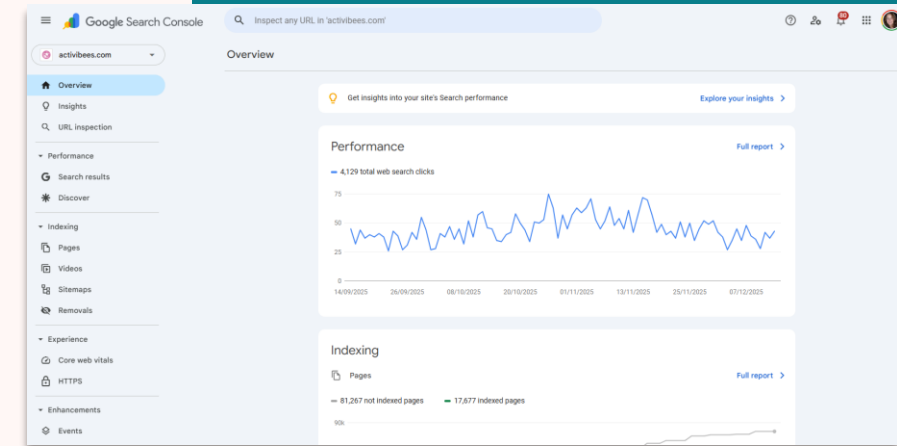 Google Search Console
Inspect any URL in 'activibees.com'
80
activibees.com
Overview
Overview
Insights
URL inspection
Performance
Search results
Discover
Indexing
Pages
Videos
Sitemaps
Removals
Experience
Core web vitals
HTTPS
Enhancements
Events
Get insights into your site's Search performance
Explore your insights
Performance
Full report
4,129 total web search clicks
75
50
25
0
14/09/2025 26/09/2025 08/10/2025 20/10/2025 01/11/2025 13/11/2025 25/11/2025 07/12/2025
Indexing
Pages
Full report
81,267 not indexed pages 17,677 indexed pages
90k